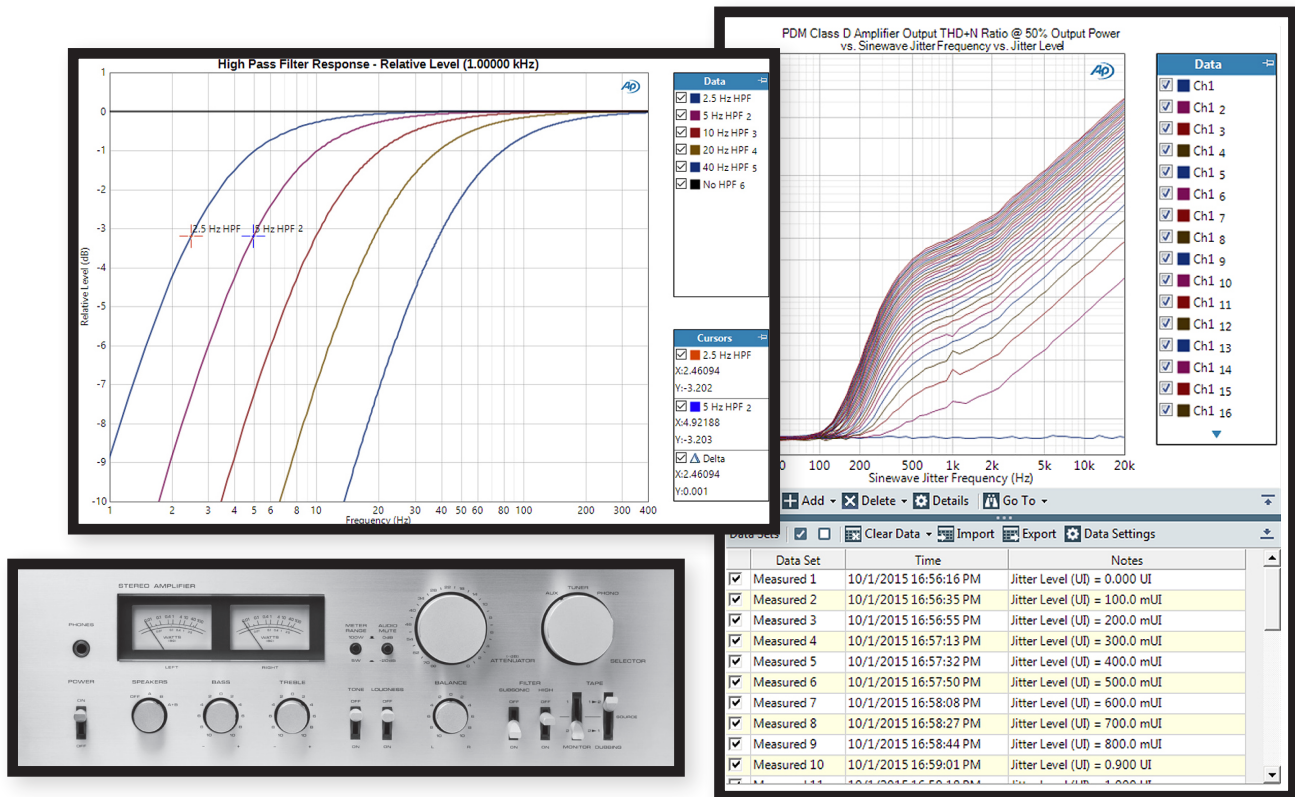 High Pass Filter Response - Relative Level (1.00000 kHz)
AP
Relative Level (dB)
1
0
-1
-2
-3
-4
-5
-6
-7
-8
-9
-10
2.5 Hz HPF
5 Hz HPF 2
1 2 3 4 5 6 8 10 20 30 40 50 60 80 100 200 300 400
Frequency (Hz)
Data
2.5 Hz HPF
5 Hz HPF 2
10 Hz HPF 3
20 Hz HPF 4
40 Hz HPF 5
No HPF 6
Cursors
2.5 Hz HPF
X:2.46094
Y:-3.202
5 Hz HPF 2
X:4.92188
Y:-3.203
Delta
X:2.46094
Y:0.001
PDM Class D Amplifier Output THD+N Ratio @ 50% Output Power
vs. Sinewave Jitter Frequency vs. Jitter Level
AP
100 200 500 1k 2k 5k 10k 20k
Sinewave Jitter Frequency (Hz)
Data
Ch1
Ch1 2
Ch1 3
Ch1 4
Ch1 5
Ch1 6
Ch1 7
Ch1 8
Ch1 9
Ch1 10
Ch1 11
Ch1 12
Ch1 13
Ch1 14
Ch1 15
Ch1 16
Add Delete Details Go To
Data Sets Clear Data Import Export Data Settings
Data Set Time Notes
Measured 1 10/1/2015 16:56:16 PM Jitter Level (UI) = 0.000 UI
Measured 2 10/1/2015 16:56:35 PM Jitter Level (UI) = 100.0 mUI
Measured 3 10/1/2015 16:56:55 PM Jitter Level (UI) = 200.0 mUI
Measured 4 10/1/2015 16:57:13 PM Jitter Level (UI) = 300.0 mUI
Measured 5 10/1/2015 16:57:32 PM Jitter Level (UI) = 400.0 mUI
Measured 6 10/1/2015 16:57:50 PM Jitter Level (UI) = 500.0 mUI
Measured 7 10/1/2015 16:58:08 PM Jitter Level (UI) = 600.0 mUI
Measured 8 10/1/2015 16:58:27 PM Jitter Level (UI) = 700.0 mUI
Measured 9 10/1/2015 16:58:44 PM Jitter Level (UI) = 800.0 mUI
Measured 10 10/1/2015 16:59:01 PM Jitter Level (UI) = 0.900 UI
STEREO AMPLIFIER
PHONES
WATTS
WATTS
LEFT RIGHT
METER RANGE
100W
5W
AUDIO MUTE
0dB
-20dB
ATTENUATOR
AUX TUNER PHONO
SELECTOR
POWER
ON
OFF
SPEAKERS
OFF A B A+B
BASS
TREBLE
TONE LOUDNESS
OFF OFF
ON ON
BALANCE
L R
FILTER
SUBSONIC HIGH
OFF OFF
ON ON
TAPE
SOURCE
MONITOR DUBBING